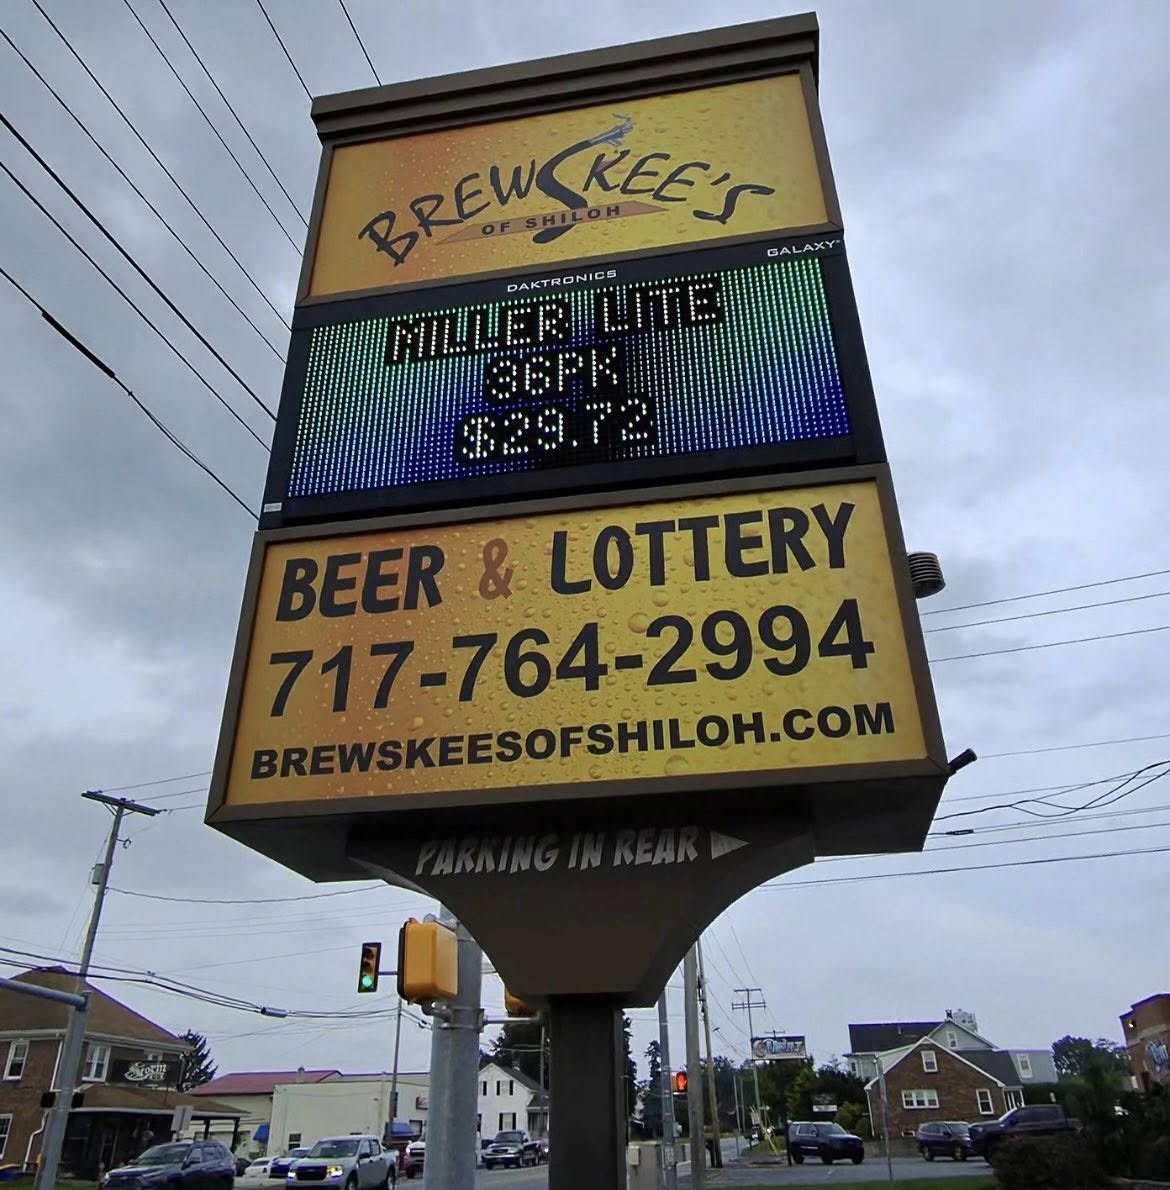 BREWSKEE'S
OF SHILOH
DAKTRONICS
GALAXY
MILLER LITE
36PK
$29.72
BEER & LOTTERY
717-764-2994
BREWSKEESOFSHILOH.COM
PARKING IN REAR